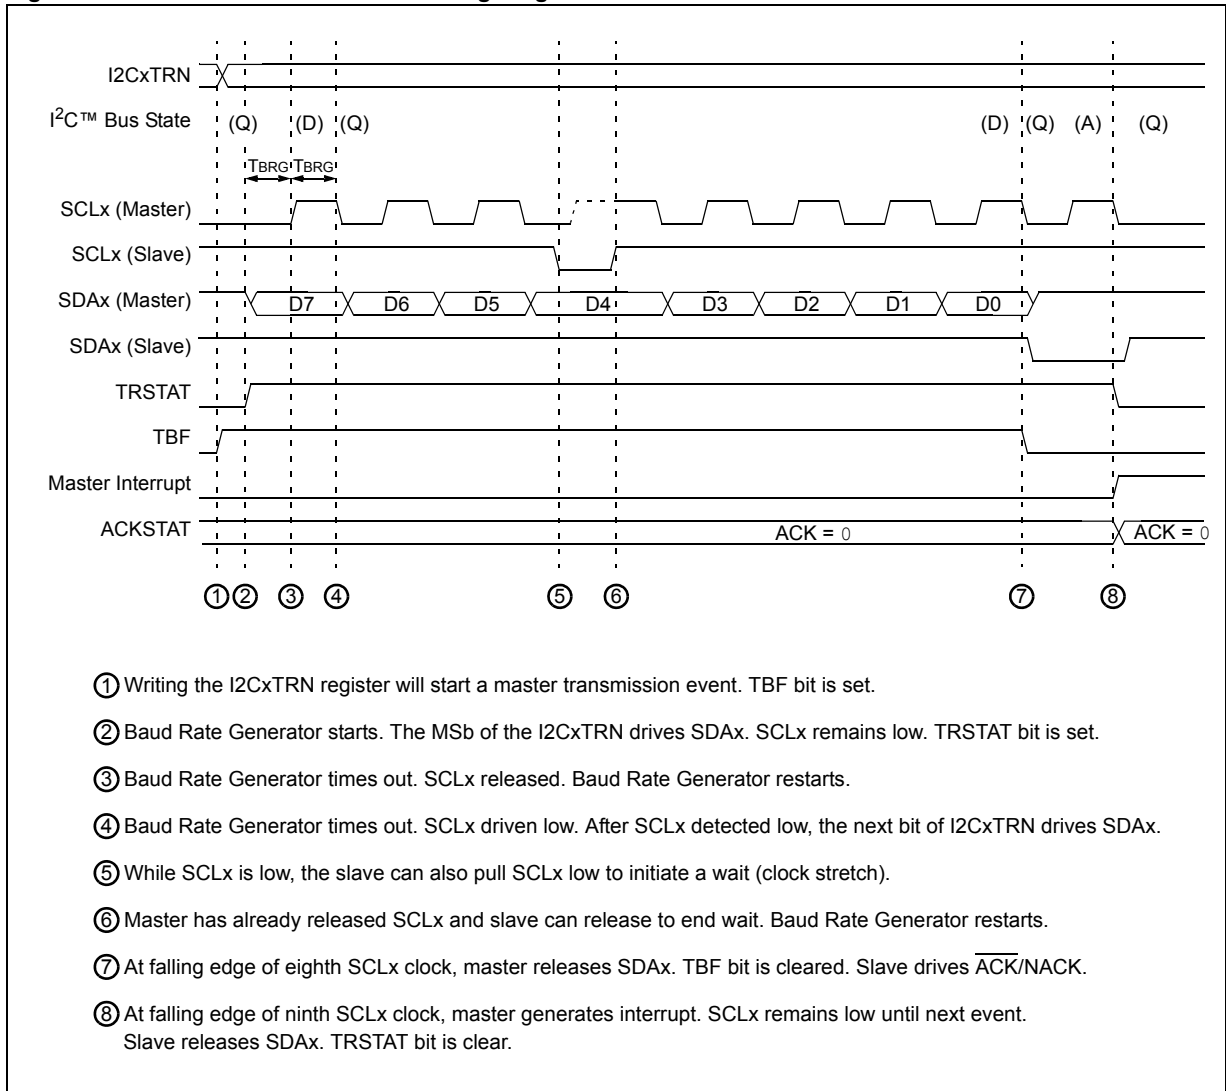 I2CxTRN
I2C™ Bus State (Q) (D) (Q) (D) (Q) (A) (Q)
TBRG TBRG
SCLx (Master)
SCLx (Slave)
SDAx (Master) D7 D6 D5 D4 D3 D2 D1 D0
SDAx (Slave)
TRSTAT
TBF
Master Interrupt
ACKSTAT ACK = 0 ACK = 0
① ② ③ ④ ⑤ ⑥ ⑦ ⑧
① Writing the I2CxTRN register will start a master transmission event. TBF bit is set.
② Baud Rate Generator starts. The MSb of the I2CxTRN drives SDAx. SCLx remains low. TRSTAT bit is set.
③ Baud Rate Generator times out. SCLx released. Baud Rate Generator restarts.
④ Baud Rate Generator times out. SCLx driven low. After SCLx detected low, the next bit of I2CxTRN drives SDAx.
⑤ While SCLx is low, the slave can also pull SCLx low to initiate a wait (clock stretch).
⑥ Master has already released SCLx and slave can release to end wait. Baud Rate Generator restarts.
⑦ At falling edge of eighth SCLx clock, master releases SDAx. TBF bit is cleared. Slave drives ACK/NACK.
⑧ At falling edge of ninth SCLx clock, master generates interrupt. SCLx remains low until next event.
Slave releases SDAx. TRSTAT bit is clear.